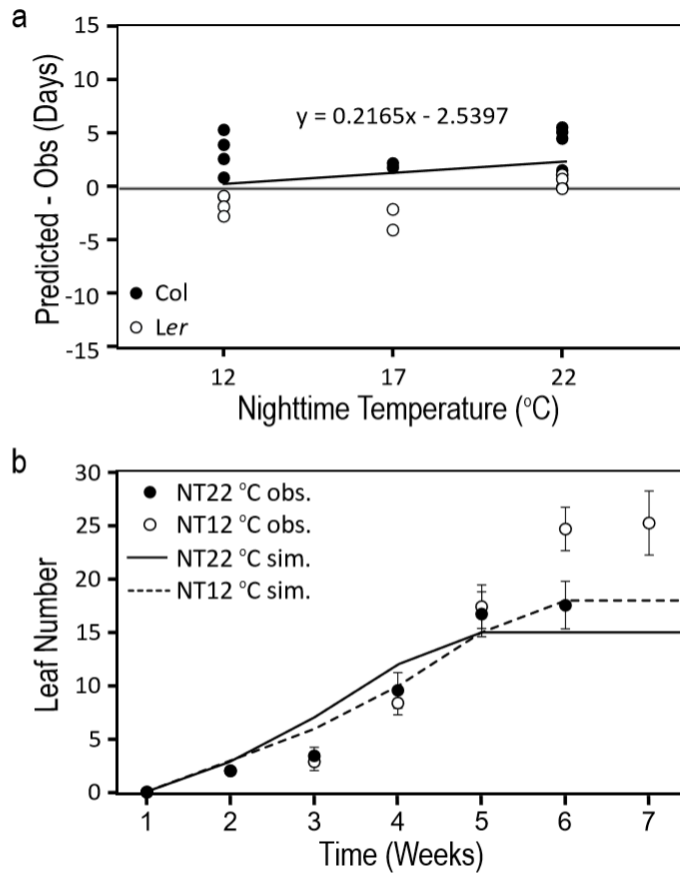 a
15
10
5
0
-5
-10
-15
Predicted - Obs (Days)
y = 0.2165x - 2.5397
Col
Ler
12 17 22
Nighttime Temperature (°C)
b
30
25
20
15
10
5
0
Leaf Number
NT22 °C obs.
NT12 °C obs.
NT22 °C sim.
NT12 °C sim.
1 2 3 4 5 6 7
Time (Weeks)